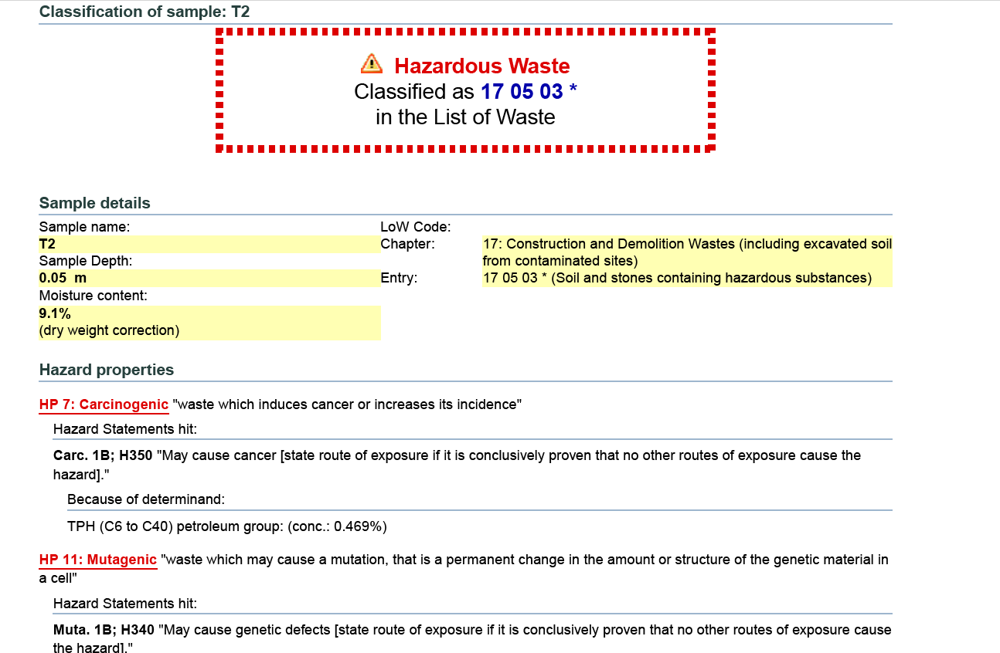 Classification of sample: T2
Hazardous Waste
Classified as 17 05 03 *
in the List of Waste
Sample details
Sample name:
T2
Sample Depth:
0.05 m
Moisture content:
9.1%
(dry weight correction)
LoW Code:
Chapter:
17: Construction and Demolition Wastes (including excavated soil
from contaminated sites)
Entry:
17 05 03 * (Soil and stones containing hazardous substances)
Hazard properties
HP 7: Carcinogenic "waste which induces cancer or increases its incidence"
Hazard Statements hit:
Carc. 1B; H350 "May cause cancer [state route of exposure if it is conclusively proven that no other routes of exposure cause the
hazard]."
Because of determinand:
TPH (C6 to C40) petroleum group: (conc.: 0.469%)
HP 11: Mutagenic "waste which may cause a mutation, that is a permanent change in the amount or structure of the genetic material in
a cell"
Hazard Statements hit:
Muta. 1B; H340 "May cause genetic defects [state route of exposure if it is conclusively proven that no other routes of exposure cause
the hazard]."